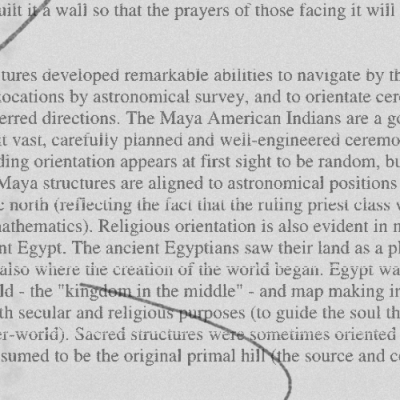 uilt it a wall so that the prayers of those facing it will
tures developed remarkable abilities to navigate by th
locations by astronomical survey, and to orientate cer
erred directions. The Maya American Indians are a go
t vast, carefully planned and well-engineered ceremo
ding orientation appears at first sight to be random, bu
Maya structures are aligned to astronomical positions
c north (reflecting the fact that the ruling priest class w
nathematics). Religious orientation is also evident in m
nt Egypt. The ancient Egyptians saw their land as a pl
also where the creation of the world began. Egypt wa
ld - the "kingdom in the middle" - and map making in
th secular and religious purposes (to guide the soul th
er-world). Sacred structures were sometimes oriented
sumed to be the original primal hill (the source and ce